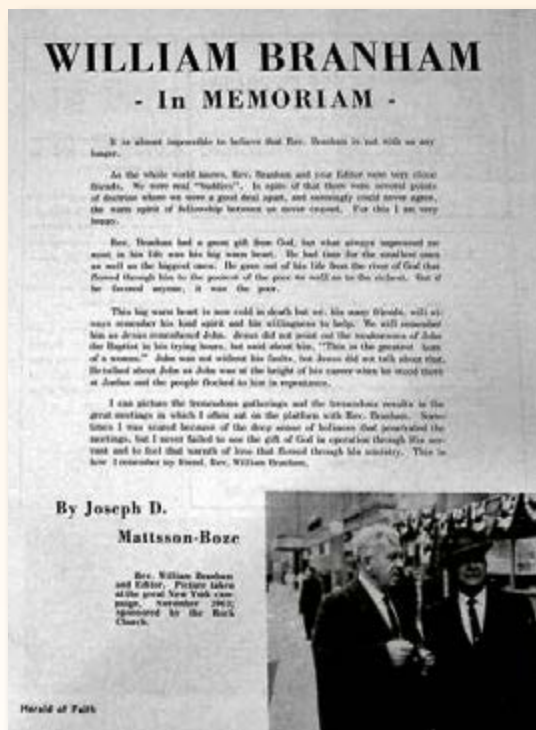 WILLIAM BRANHAM
- In MEMORIAM -
It is almost impossible to believe that Rev. Branham is not with us any
longer.
As the whole world knows, Rev. Branham and your Editor were very close
friends. We were real "buddies". In spite of that there were several points
of doctrine where we were a good deal apart, and seemingly could never agree,
the warm spirit of fellowship between us never ceased. For this I am very
happy.
Rev. Branham had a great gift from God, but what always impressed me
most in his life was his big warm heart. He had time for the smallest ones
as well as the biggest ones. He gave out of his life from the river of God that
flowed through him to the poorest of the poor as well as to the richest. But if
he favored anyone, it was the poor.
This big warm heart is now cold in death but we, his many friends, will al-
ways remember his kind spirit and his willingness to help. We will remember
him as Jesus remembered John. Jesus did not point out the weaknesses of John
the Baptist in his trying hours, but said about him, "This is the greatest born
of a woman." John was not without his faults, but Jesus did not talk about that.
He talked about John as John was at the height of his career when he stood there
at Jordan and the people flocked to him in repentance.
I can picture the tremendous gatherings and the tremendous results in the
great meetings in which I often sat on the platform with Rev. Branham. Some-
times I was scared because of the deep sense of holiness that penetrated the
meetings, but I never failed to see the gift of God in operation through His ser-
vant and to feel that warmth of love that flowed through his ministry. This is
how I remember my friend, Rev. William Branham.
By Joseph D.
Mattsson-Boze
Rev. William Branham
and Editor. Picture taken
at the great New York cam-
paign, November
sponsored by the Rock
Church.
Herald of Faith